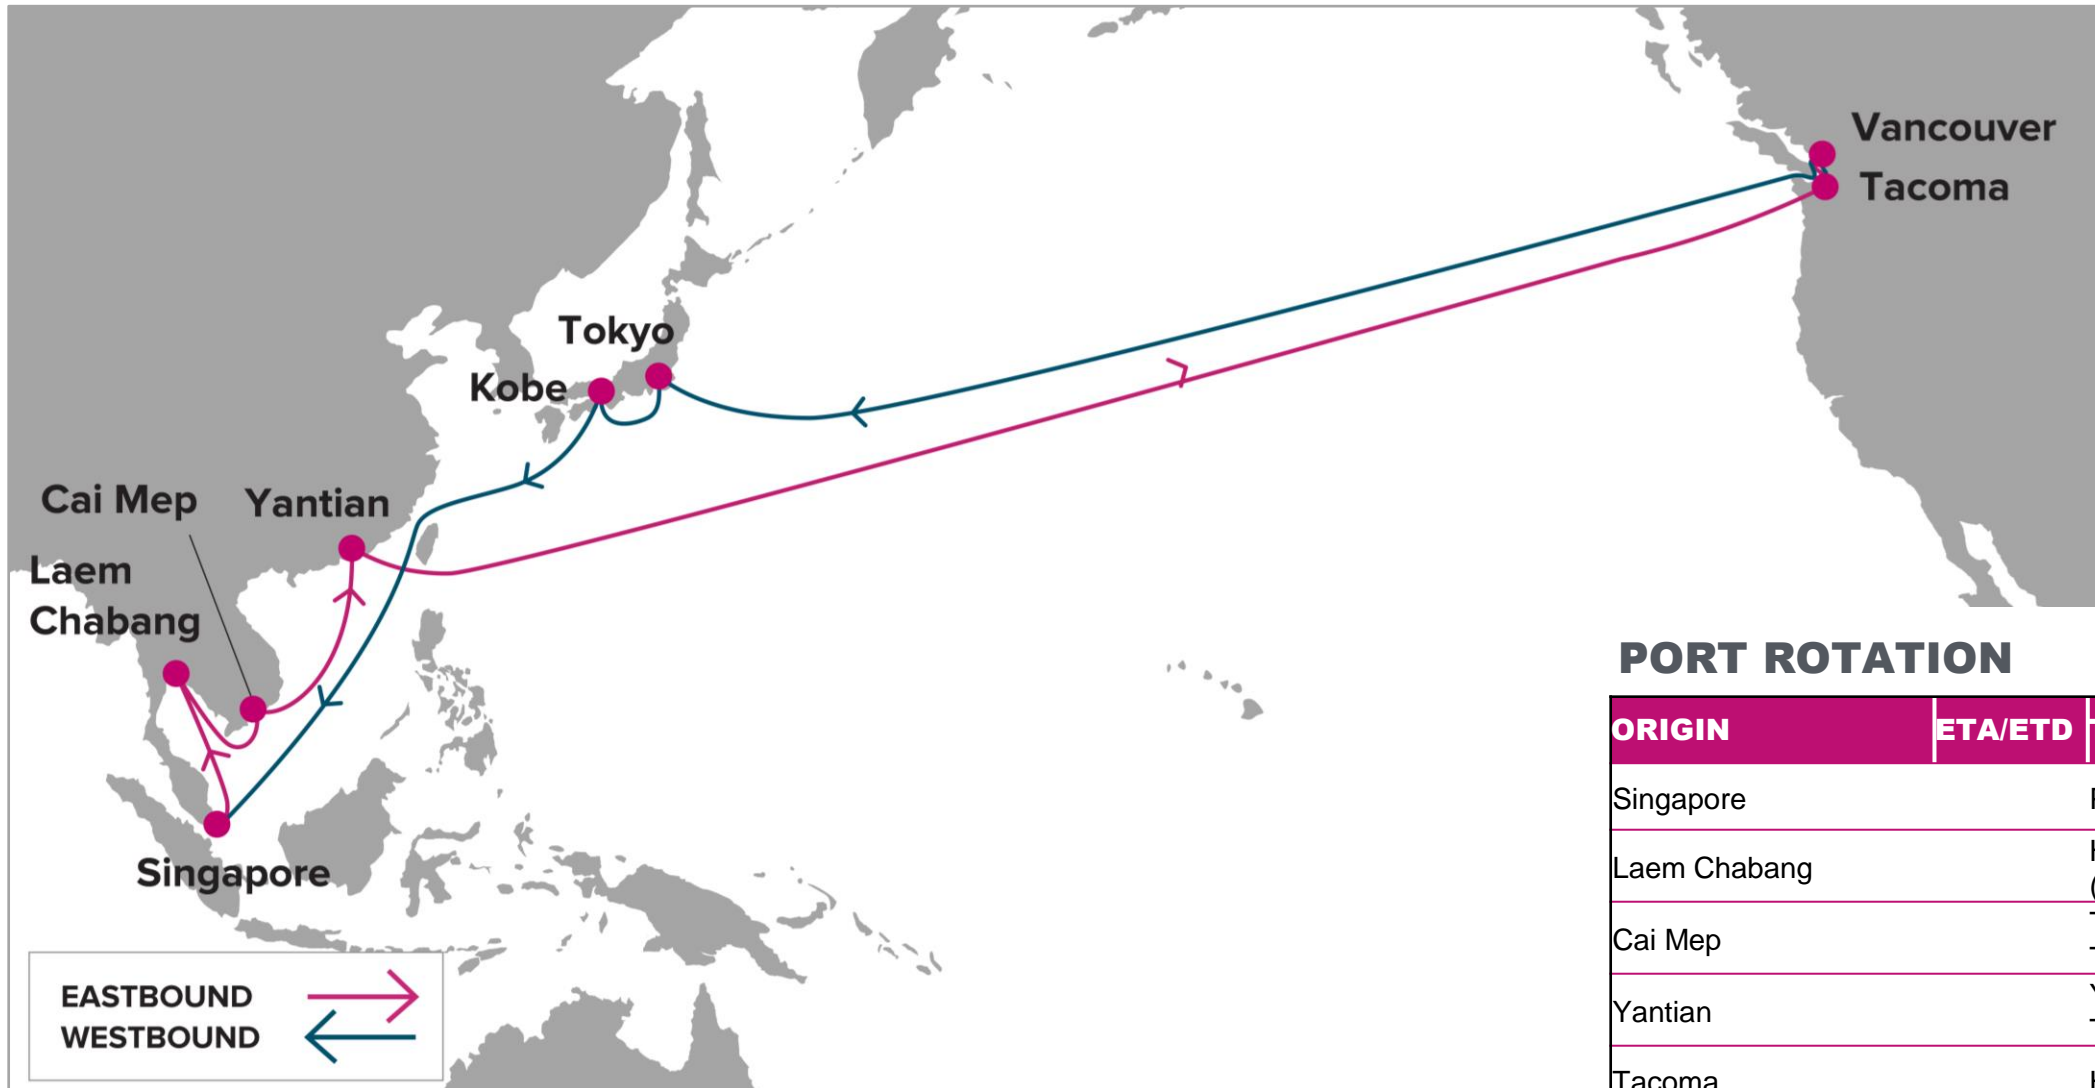 Vancouver
Tacoma
Tokyo
Kobe
Cai Mep
Yantian
Laem
Chabang
Singapore
EASTBOUND
WESTBOUND
PORT ROTATION
ORIGIN ETA/ETD
Singapore
Laem Chabang
Cai Mep
Yantian
Tacoma